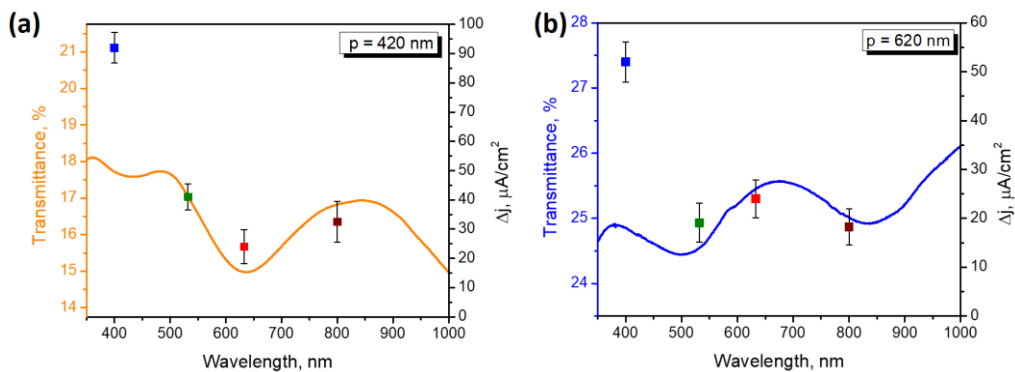 (a)
p = 420 nm
Transmittance, %
21
20
19
18
17
16
15
14
100
90
80
70
60
50
40
30
20
10
0
Δj, µA/cm²
400 500 600 700 800 900 1000
Wavelength, nm
(b)
p = 620 nm
Transmittance, %
28
27
26
25
24
60
50
40
30
20
10
0
Δj, µA/cm²
400 500 600 700 800 900 1000
Wavelength, nm